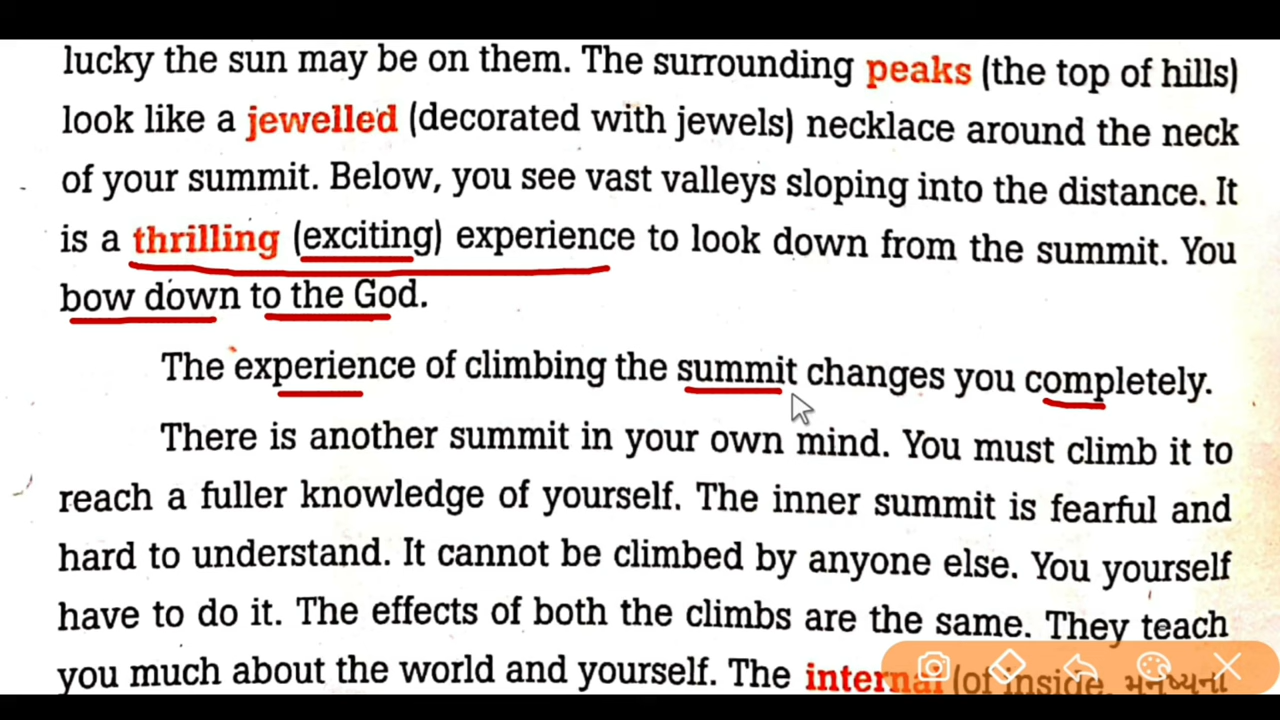 lucky the sun may be on them. The surrounding peaks (the top of hills)
look like a jewelled (decorated with jewels) necklace around the neck
of your summit. Below, you see vast valleys sloping into the distance. It
is a thrilling (exciting) experience to look down from the summit. You
bow down to the God.
The experience of climbing the summit changes you completely.
There is another summit in your own mind. You must climb it to
reach a fuller knowledge of yourself. The inner summit is fearful and
hard to understand. It cannot be climbed by anyone else. You yourself
have to do it. The effects of both the climbs are the same. They teach
you much about the world and yourself. The internal (of inside, મનુષ્યના